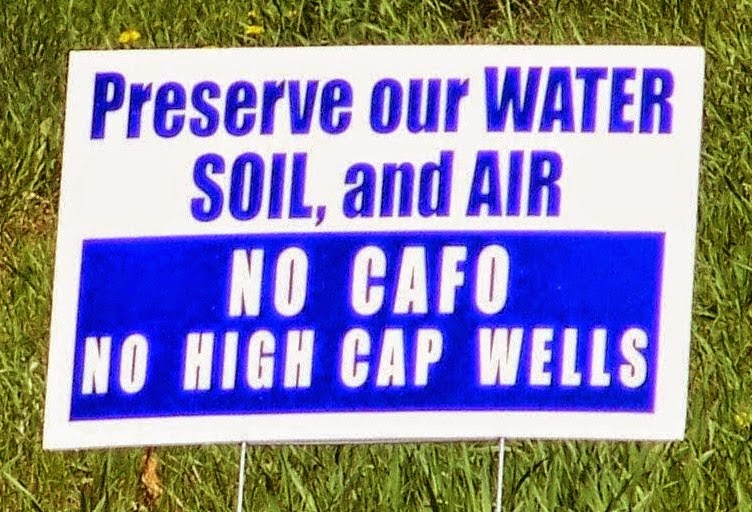 Preserve our WATER
SOIL, and AIR
NO CAFO
NO HIGH CAP WELLS